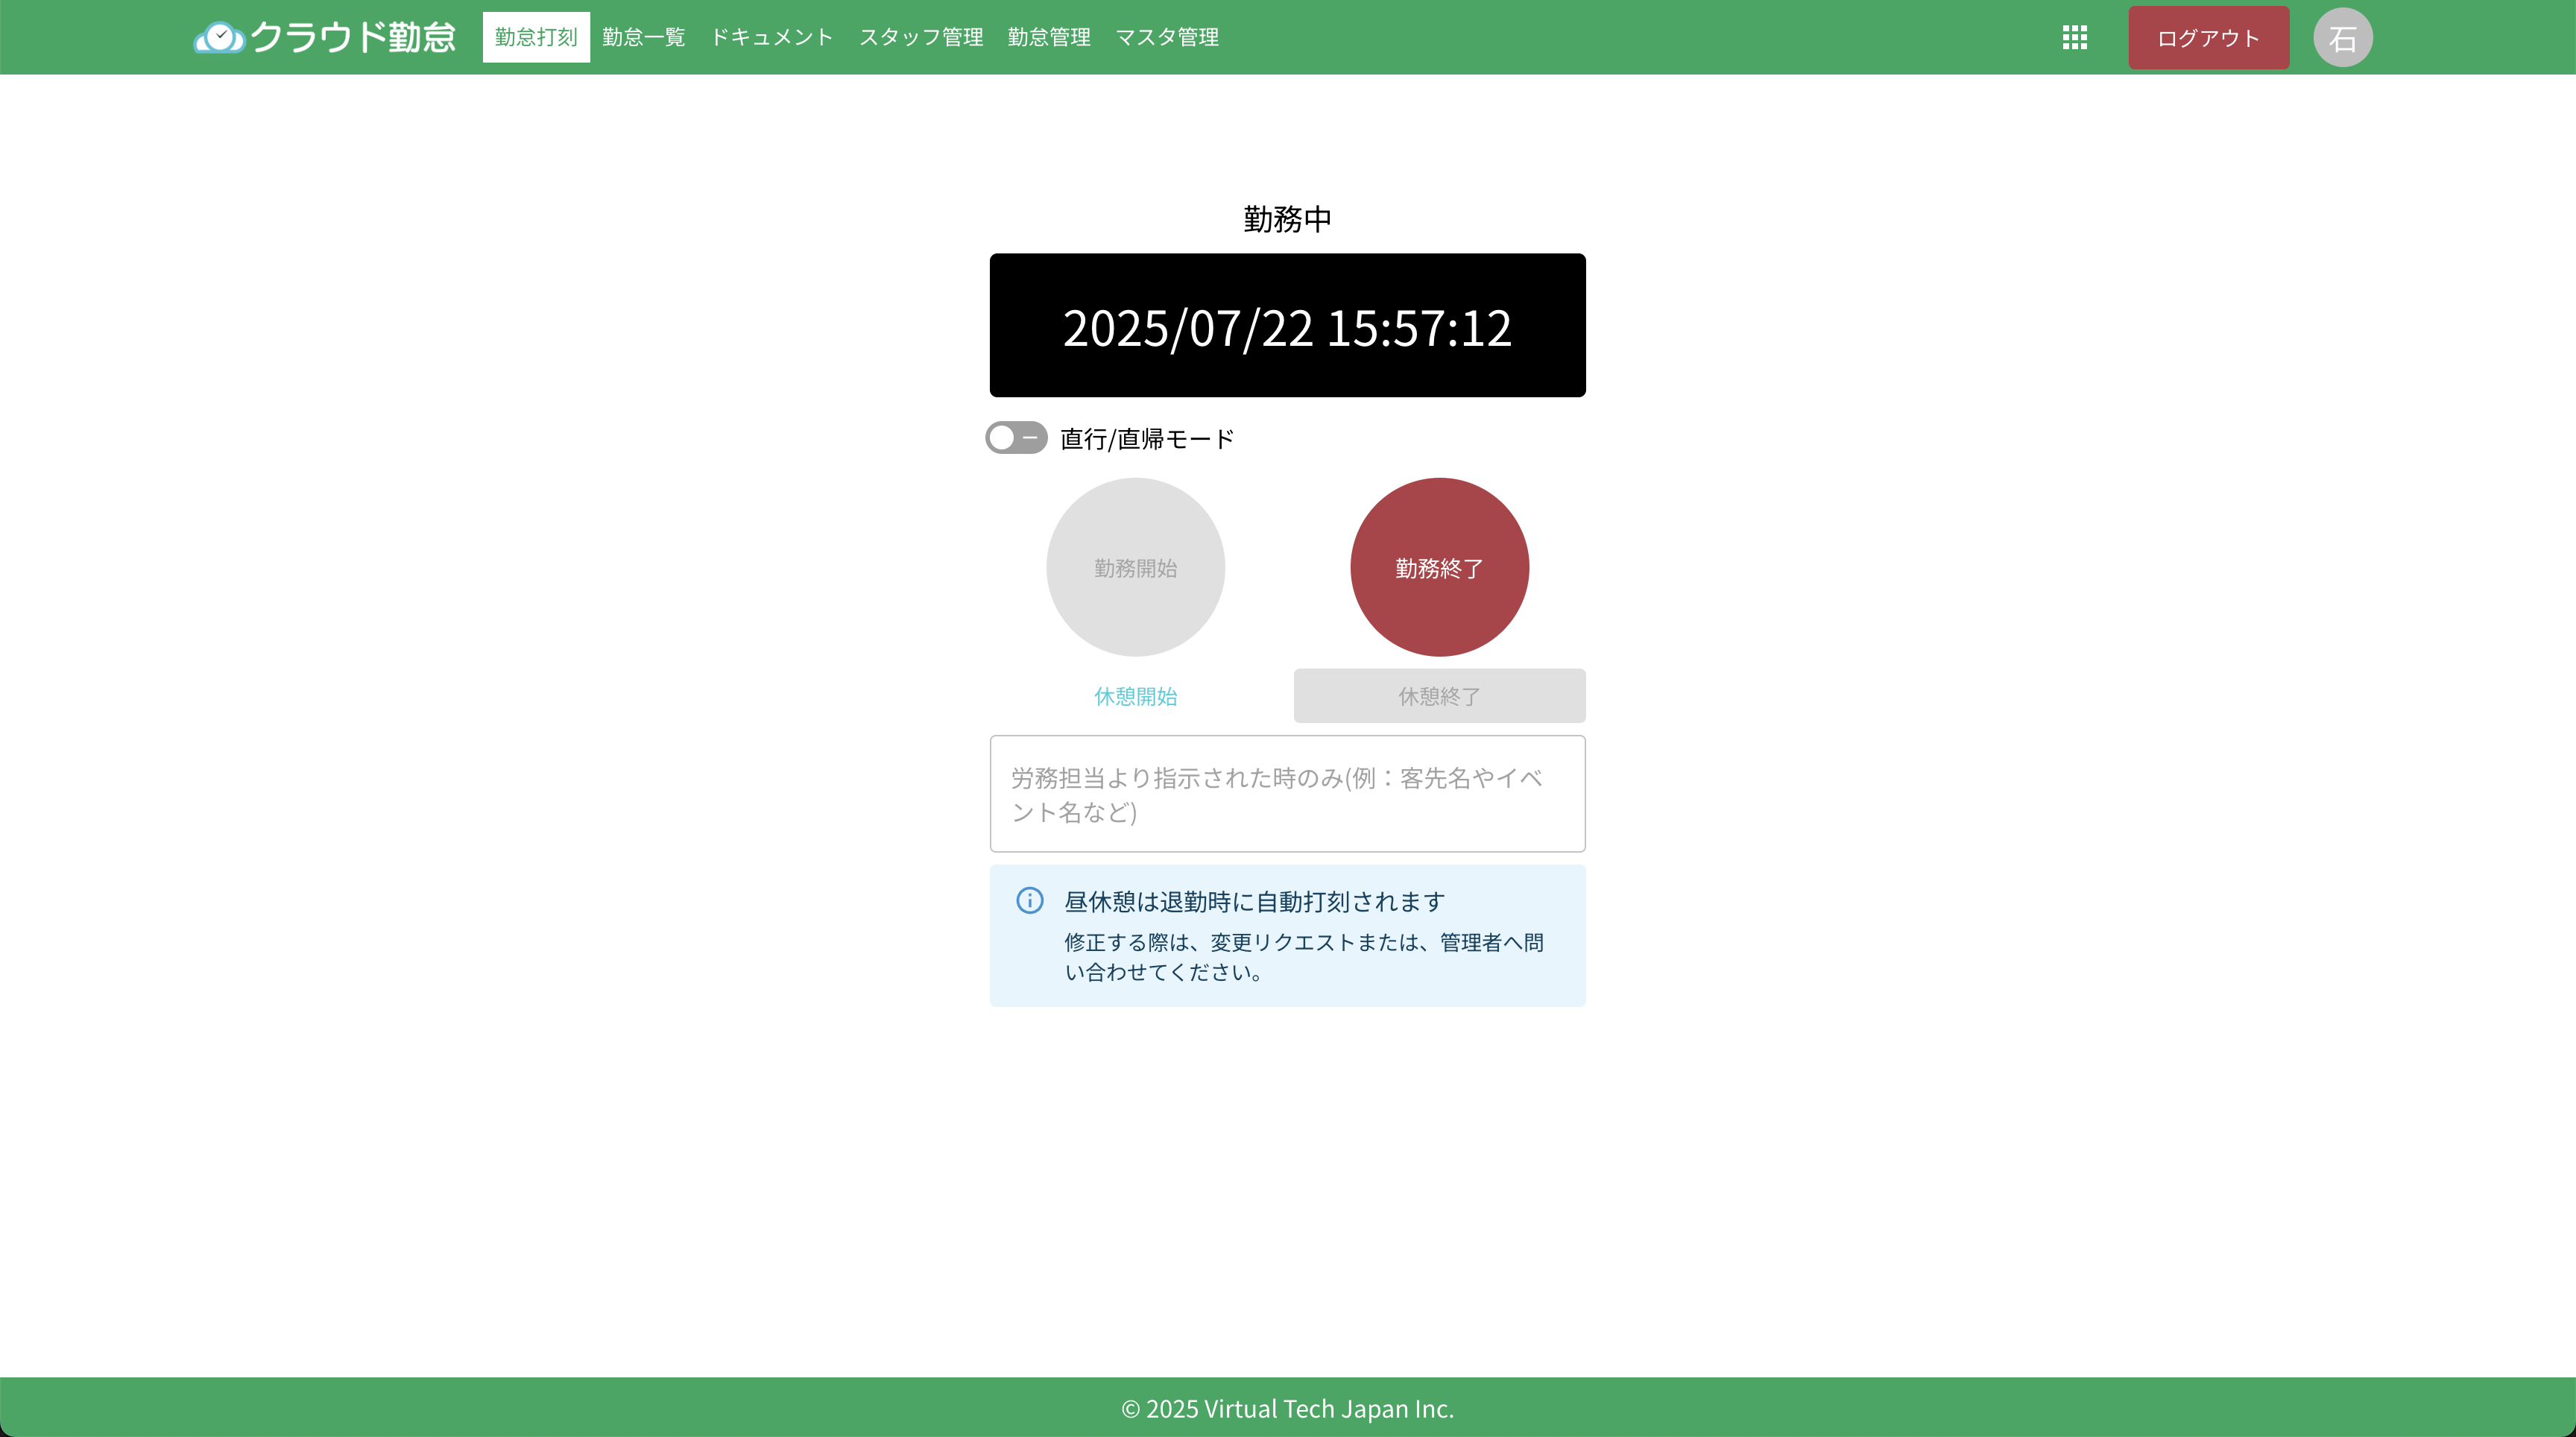 クラウド勤怠
勤怠打刻 勤怠一覧 ドキュメント スタッフ管理 勤怠管理 マスタ管理
ログアウト 石
勤務中
2025/07/22 15:57:12
直行/直帰モード
勤務開始 勤務終了
休憩開始 休憩終了
労務担当より指示された時のみ(例：客先名やイベ
ント名など)
昼休憩は退勤時に自動打刻されます
修正する際は、変更リクエストまたは、管理者へ問
い合わせてください。
© 2025 Virtual Tech Japan Inc.